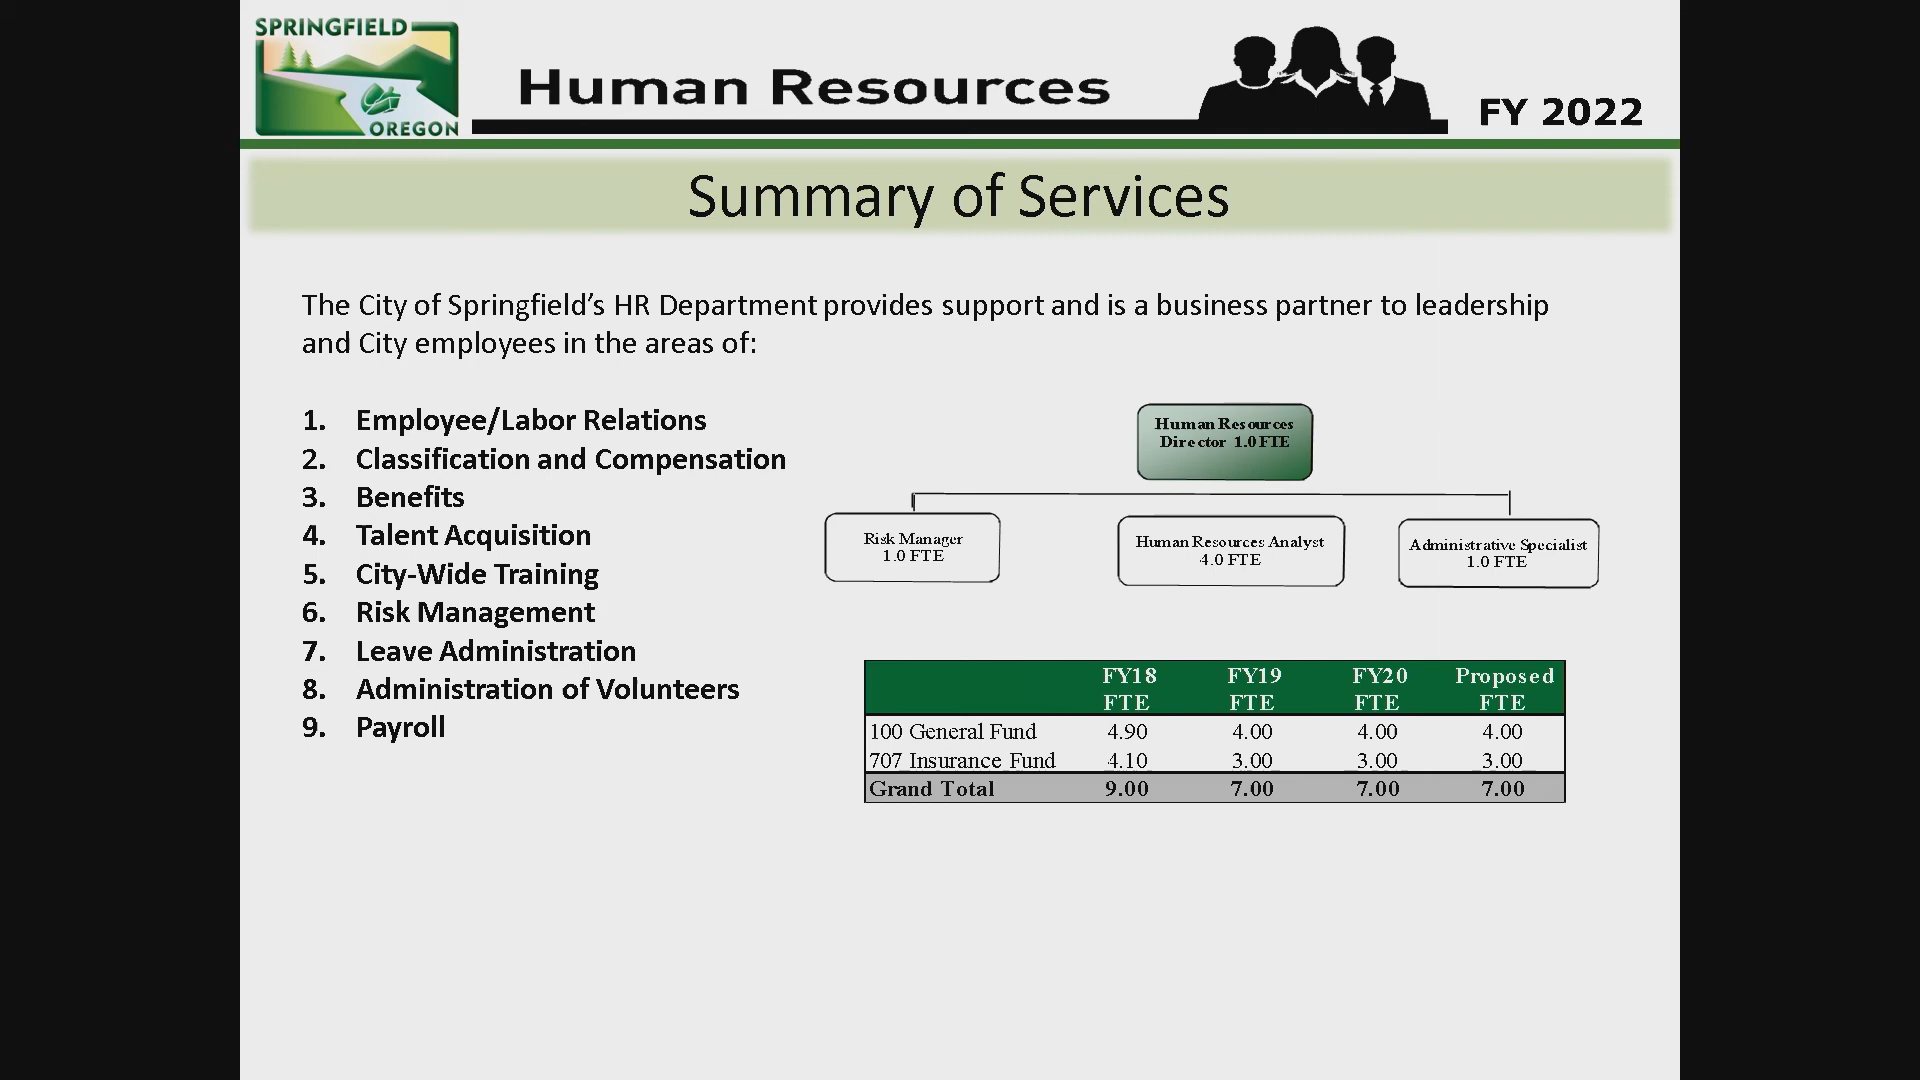 SPRINGFIELD
OREGON
Human Resources
FY 2022
Summary of Services
The City of Springfield’s HR Department provides support and is a business partner to leadership
and City employees in the areas of:
1. Employee/Labor Relations
2. Classification and Compensation
3. Benefits
4. Talent Acquisition
5. City-Wide Training
6. Risk Management
7. Leave Administration
8. Administration of Volunteers
9. Payroll
Human Resources
Director 1.0 FTE
Risk Manager
1.0 FTE
Human Resources Analyst
4.0 FTE
Administrative Specialist
1.0 FTE
FY18 FY19 FY20 Proposed
FTE FTE FTE FTE
100 General Fund 4.90 4.00 4.00 4.00
707 Insurance Fund 4.10 3.00 3.00 3.00
Grand Total 9.00 7.00 7.00 7.00